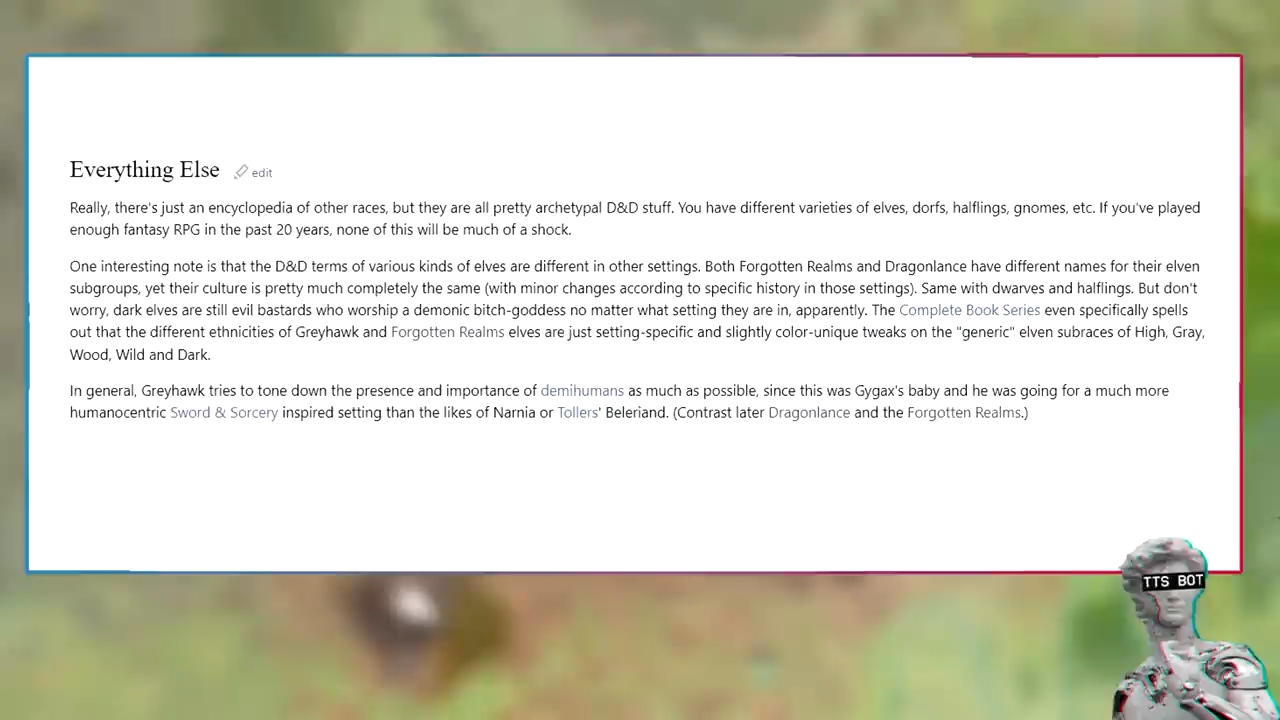 Everything Else edit
Really, there's just an encyclopedia of other races, but they are all pretty archetypal D&D stuff. You have different varieties of elves, dorfs, halflings, gnomes, etc. If you've played
enough fantasy RPG in the past 20 years, none of this will be much of a shock.
One interesting note is that the D&D terms of various kinds of elves are different in other settings. Both Forgotten Realms and Dragonlance have different names for their elven
subgroups, yet their culture is pretty much completely the same (with minor changes according to specific history in those settings). Same with dwarves and halflings. But don't
worry, dark elves are still evil bastards who worship a demonic bitch-goddess no matter what setting they are in, apparently. The Complete Book Series even specifically spells
out that the different ethnicities of Greyhawk and Forgotten Realms elves are just setting-specific and slightly color-unique tweaks on the "generic" elven subraces of High, Gray,
Wood, Wild and Dark.
In general, Greyhawk tries to tone down the presence and importance of demihumans as much as possible, since this was Gygax's baby and he was going for a much more
humanocentric Sword & Sorcery inspired setting than the likes of Narnia or Tollers' Beleriand. (Contrast later Dragonlance and the Forgotten Realms.)
TTS BOT